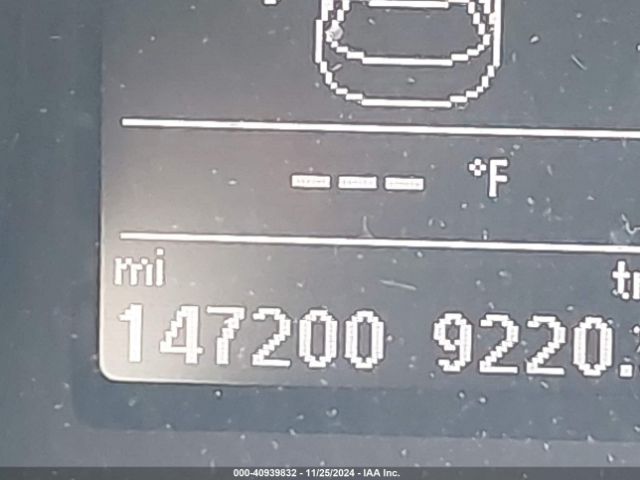 --- °F
mi
147200 9220.
000-40939832 - 11/25/2024 - IAA Inc.